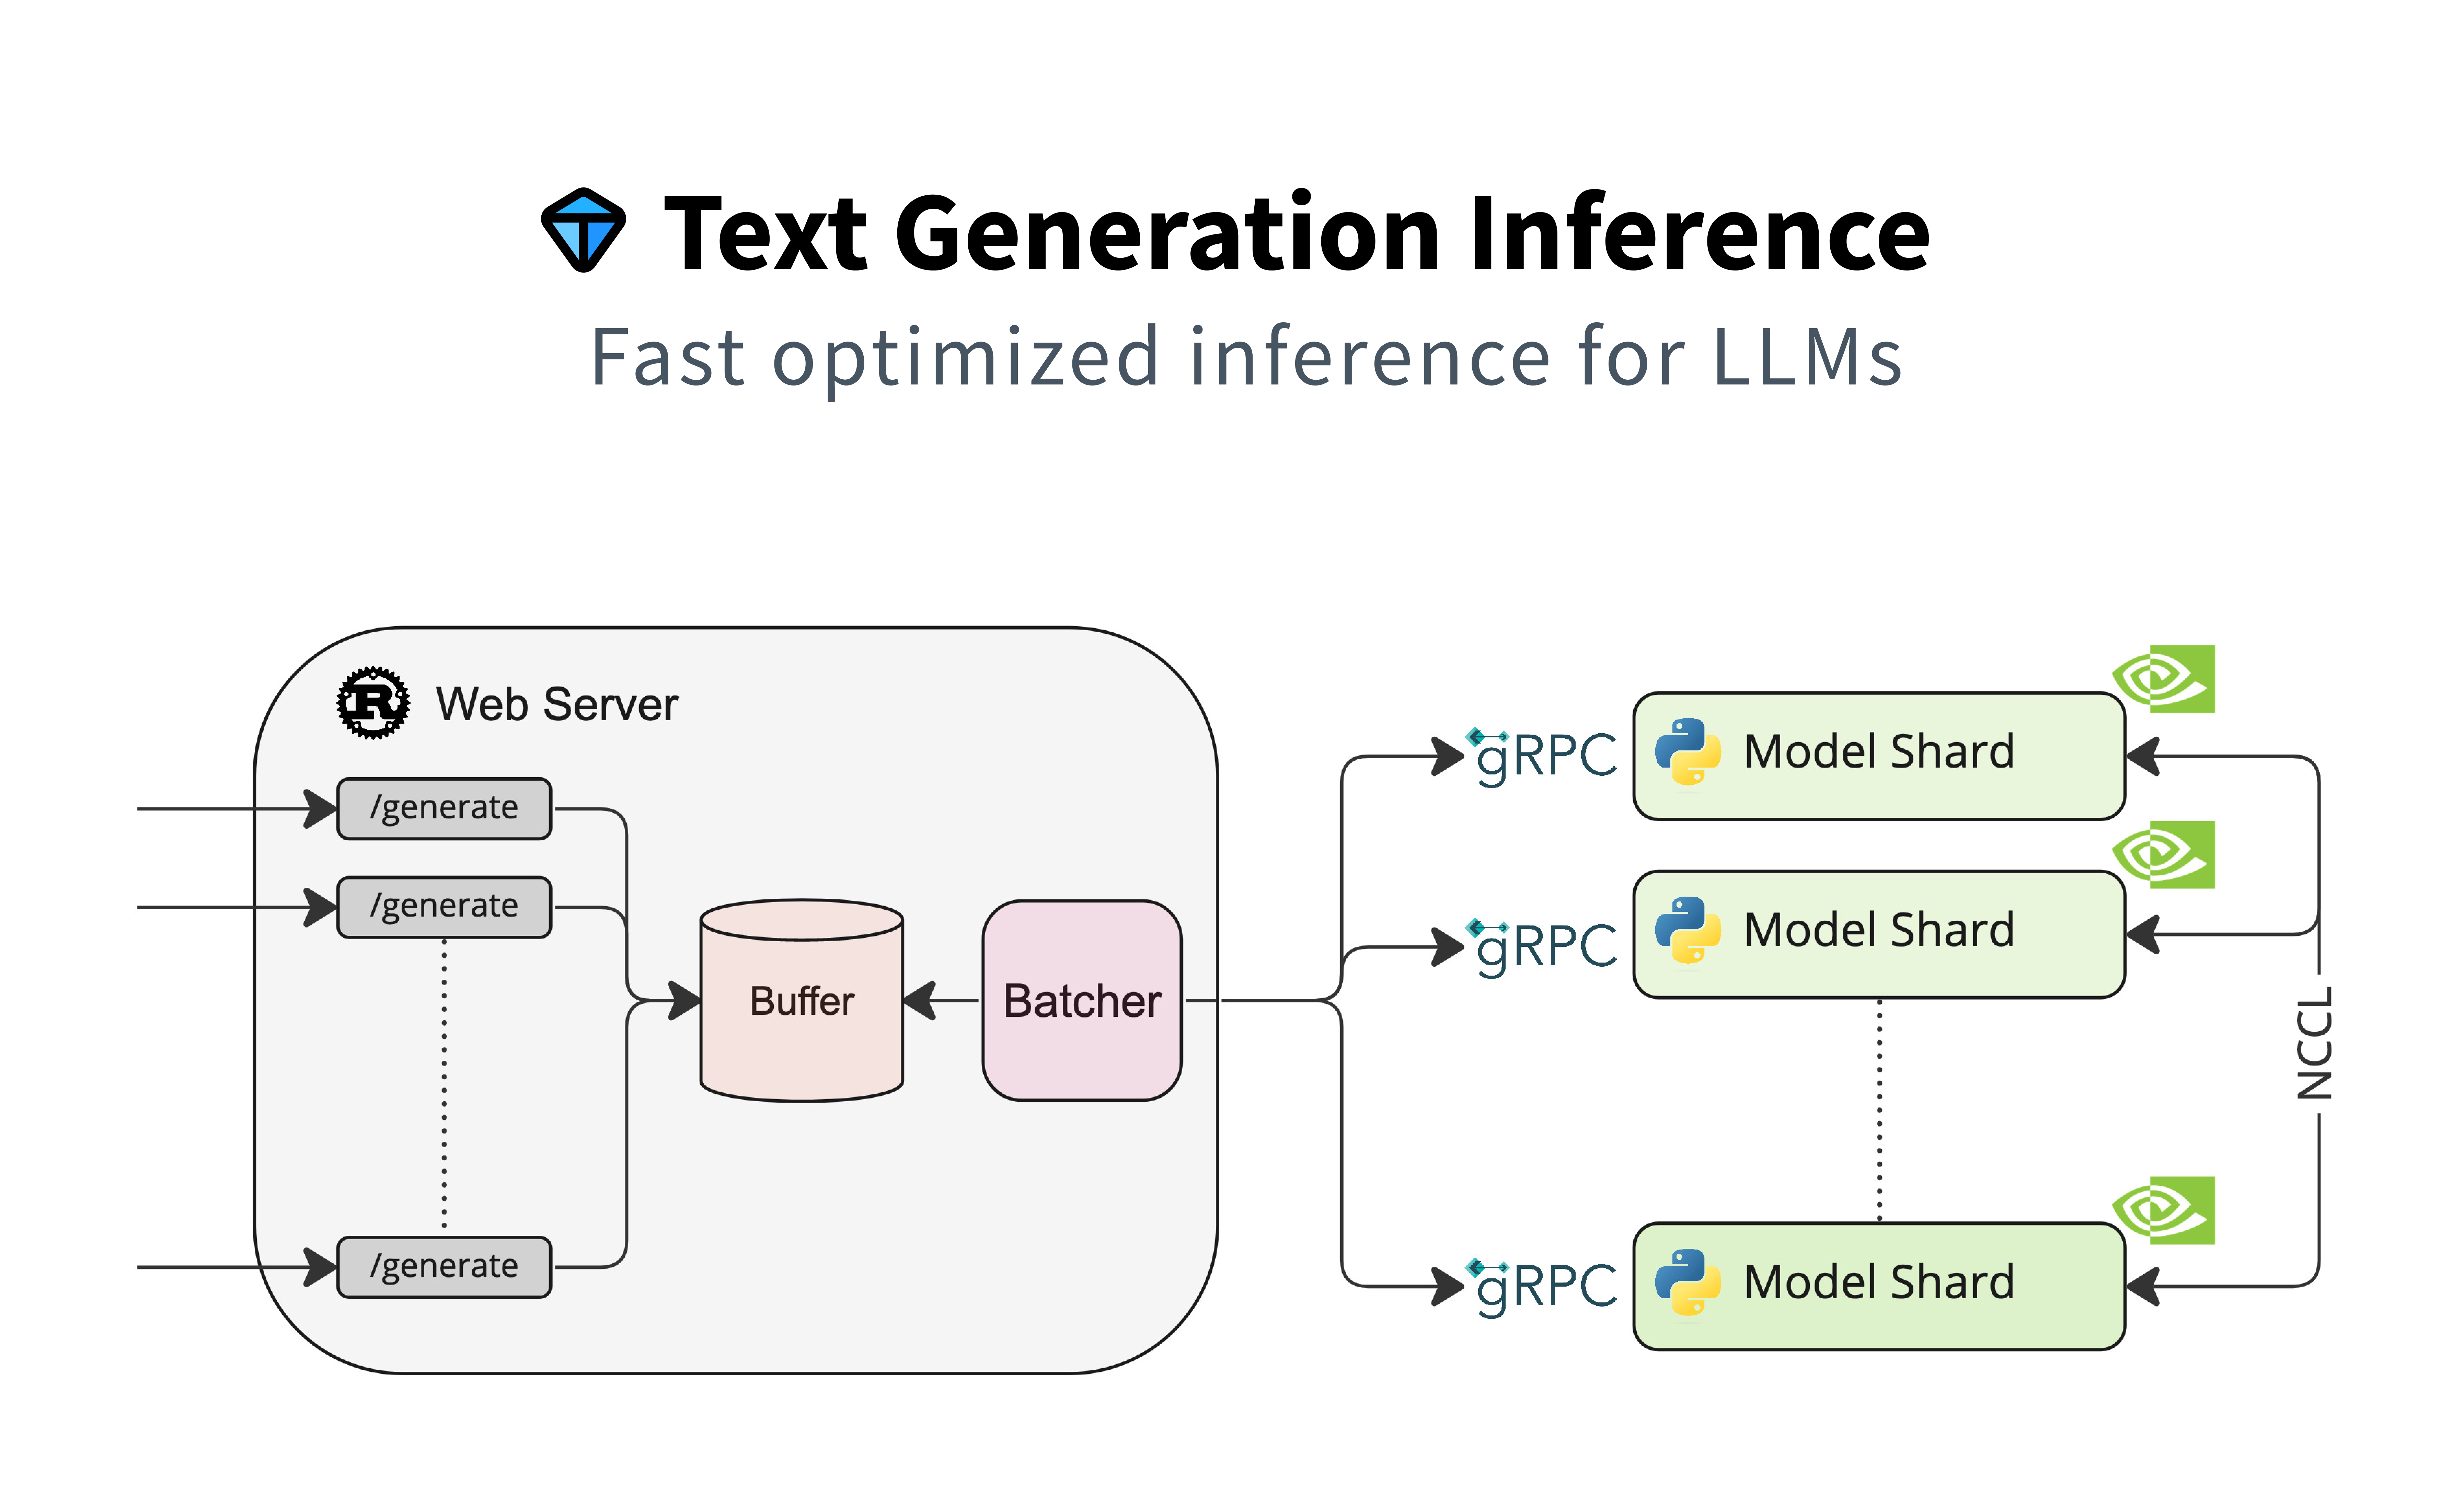 Text Generation Inference
Fast optimized inference for LLMs
Web Server
/generate
/generate
/generate
Buffer
Batcher
gRPC
Model Shard
gRPC
Model Shard
gRPC
Model Shard
NCCL